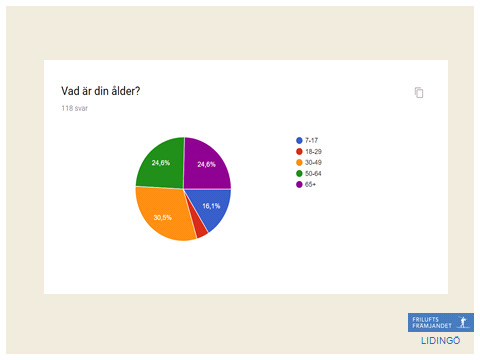 Vad är din ålder?
118 svar
24,6%
24,6%
16,1%
30,5%
7-17
18-29
30-49
50-64
65+
FRILUFTS
FRÄMJANDET
LIDINGÖ